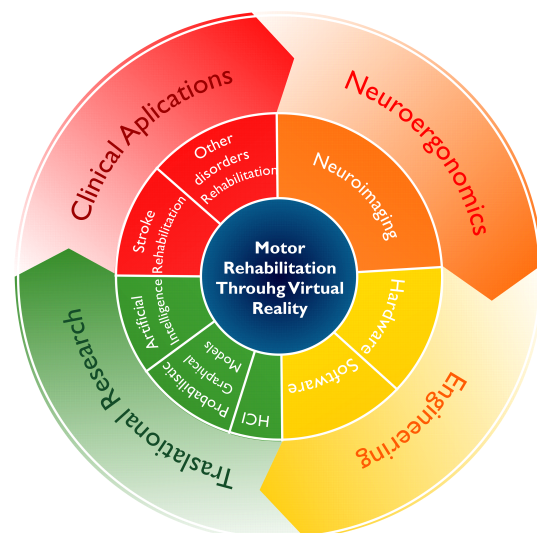 Clinical Aplications
Neuroergonomics
Engineering
Traslational Research
Other
disorders
Rehabilitation
Stroke
Rehabilitation
Neuroimaging
Hardware
Software
HCI
Probabilistic
Graphical
Models
Artificial
Intelligence
Motor
Rehabilitation
Throuhg Virtual
Reality